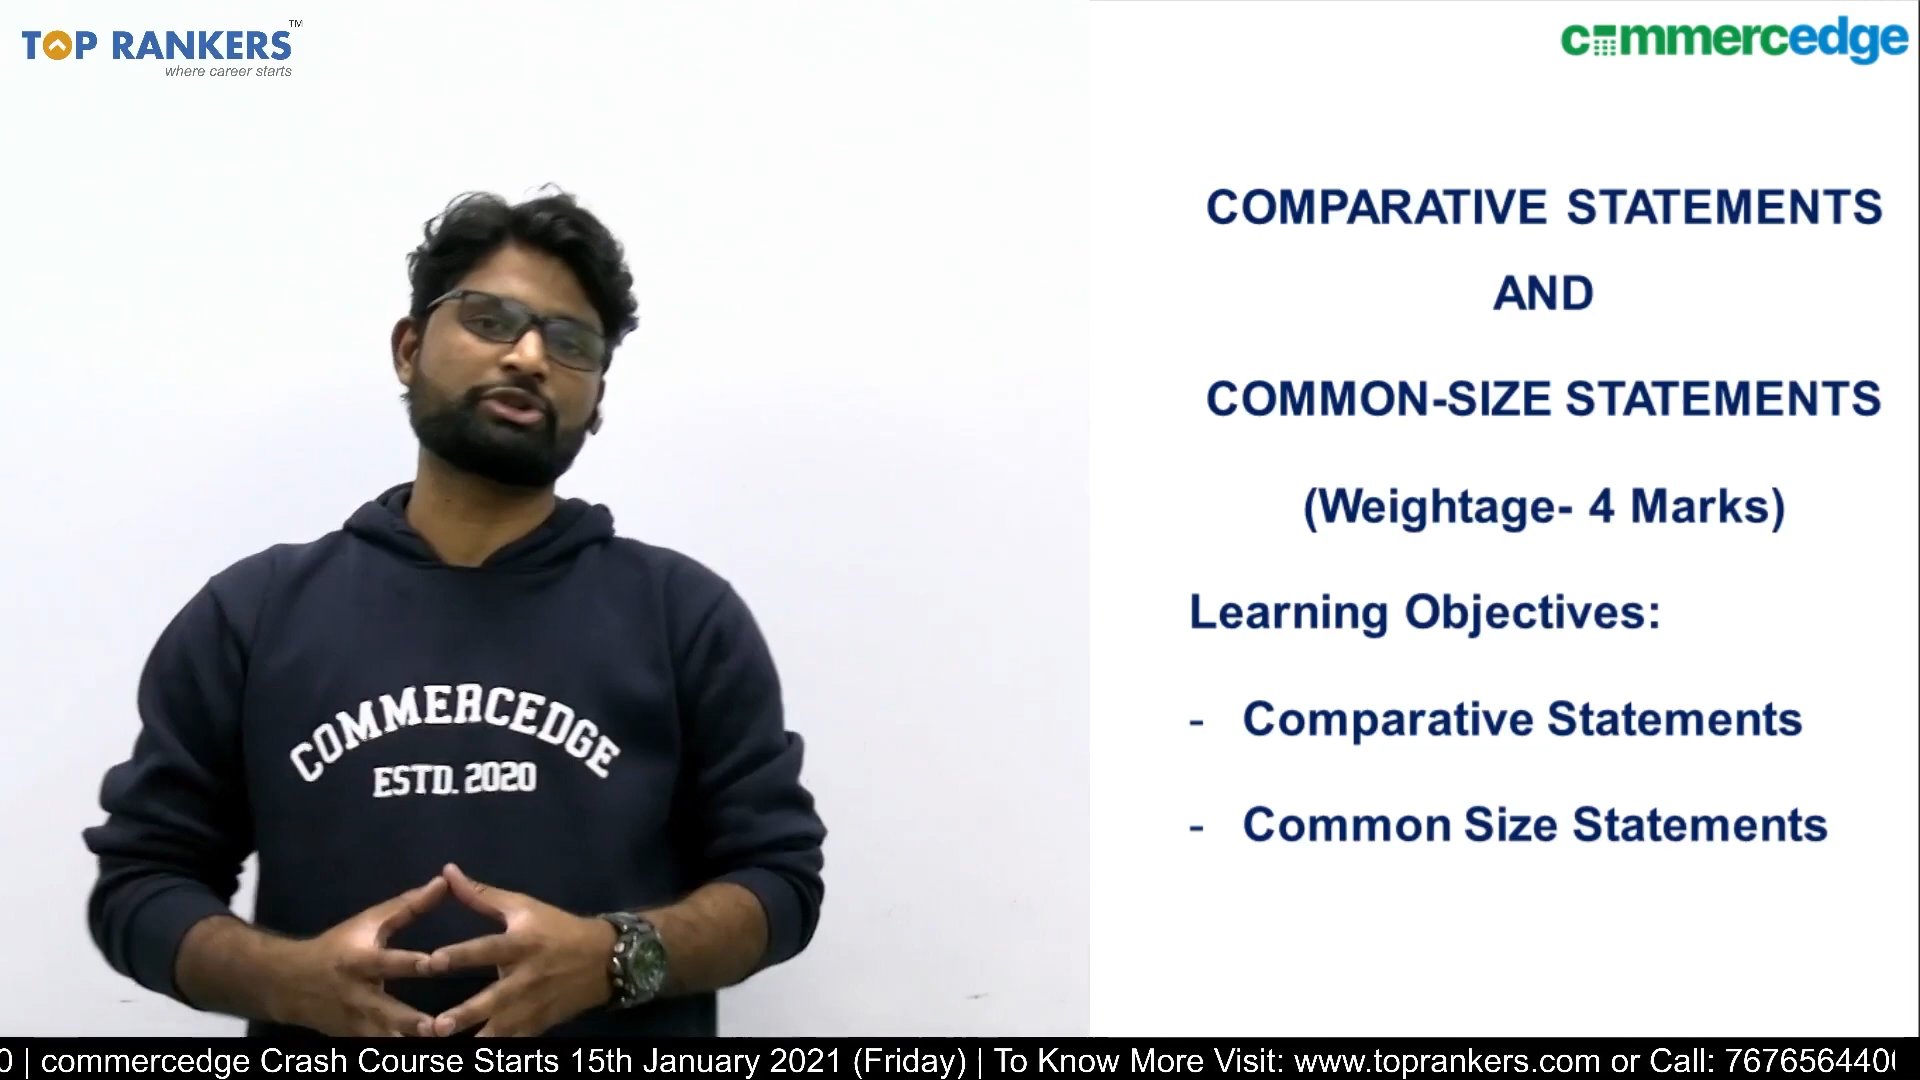 TOP RANKERS™
where career starts
commercedge
COMPARATIVE STATEMENTS
AND
COMMON-SIZE STATEMENTS
(Weightage- 4 Marks)
Learning Objectives:
- Comparative Statements
- Common Size Statements
COMMERCEDGE
ESTD. 2020
0 | commercedge Crash Course Starts 15th January 2021 (Friday) | To Know More Visit: www.toprankers.com or Call: 7676564400